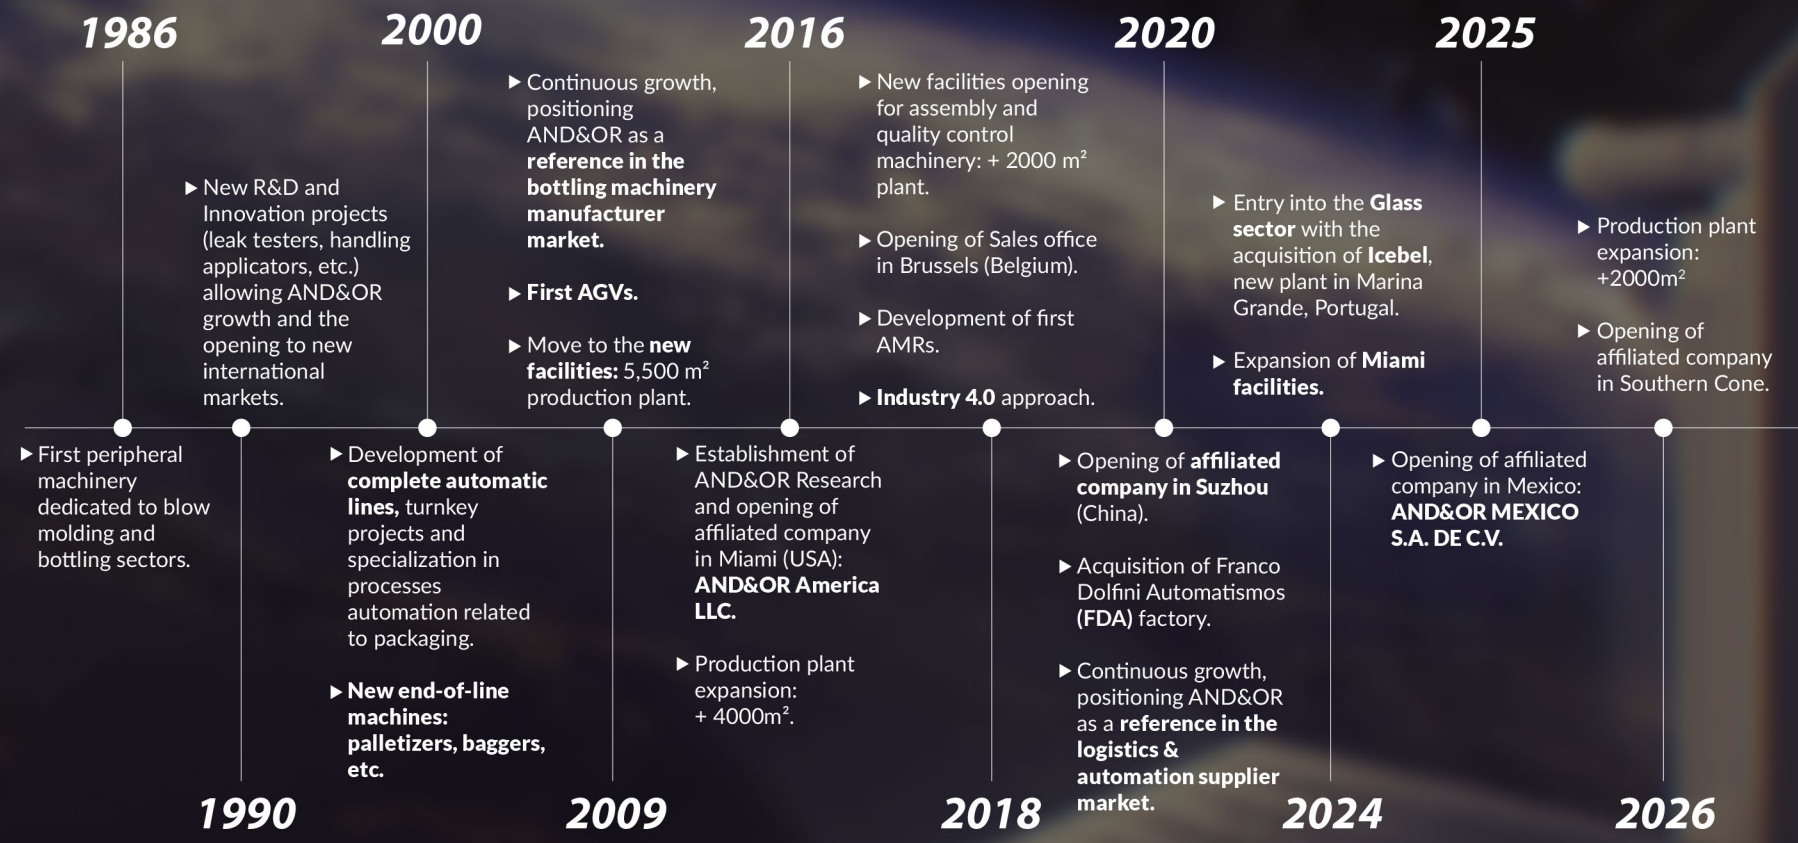 1986
▶ First peripheral
machinery
dedicated to blow
molding and
bottling sectors.
1990
▶ New R&D and
Innovation projects
(leak testers, handling
applicators, etc.)
allowing AND&OR
growth and the
opening to new
international
markets.
2000
▶ Development of
complete automatic
lines, turnkey
projects and
specialization in
processes
automation related
to packaging.
▶ New end-of-line
machines:
palletizers, baggers,
etc.
2009
▶ Continuous growth,
positioning
AND&OR as a
reference in the
bottling machinery
manufacturer
market.
▶ First AGVs.
▶ Move to the new
facilities: 5,500 m²
production plant.
2016
▶ Establishment of
AND&OR Research
and opening of
affiliated company
in Miami (USA):
AND&OR America
LLC.
▶ Production plant
expansion:
+ 4000m².
2018
▶ New facilities opening
for assembly and
quality control
machinery: + 2000 m²
plant.
▶ Opening of Sales office
in Brussels (Belgium).
▶ Development of first
AMRs.
▶ Industry 4.0 approach.
2020
▶ Opening of affiliated
company in Suzhou
(China).
▶ Acquisition of Franco
Dolfini Automatismos
(FDA) factory.
▶ Continuous growth,
positioning AND&OR
as a reference in the
logistics &
automation supplier
market.
2024
▶ Entry into the Glass
sector with the
acquisition of Icebel,
new plant in Marina
Grande, Portugal.
▶ Expansion of Miami
facilities.
2025
▶ Opening of affiliated
company in Mexico:
AND&OR MEXICO
S.A. DE C.V.
2026
▶ Production plant
expansion:
+2000m²
▶ Opening of
affiliated company
in Southern Cone.